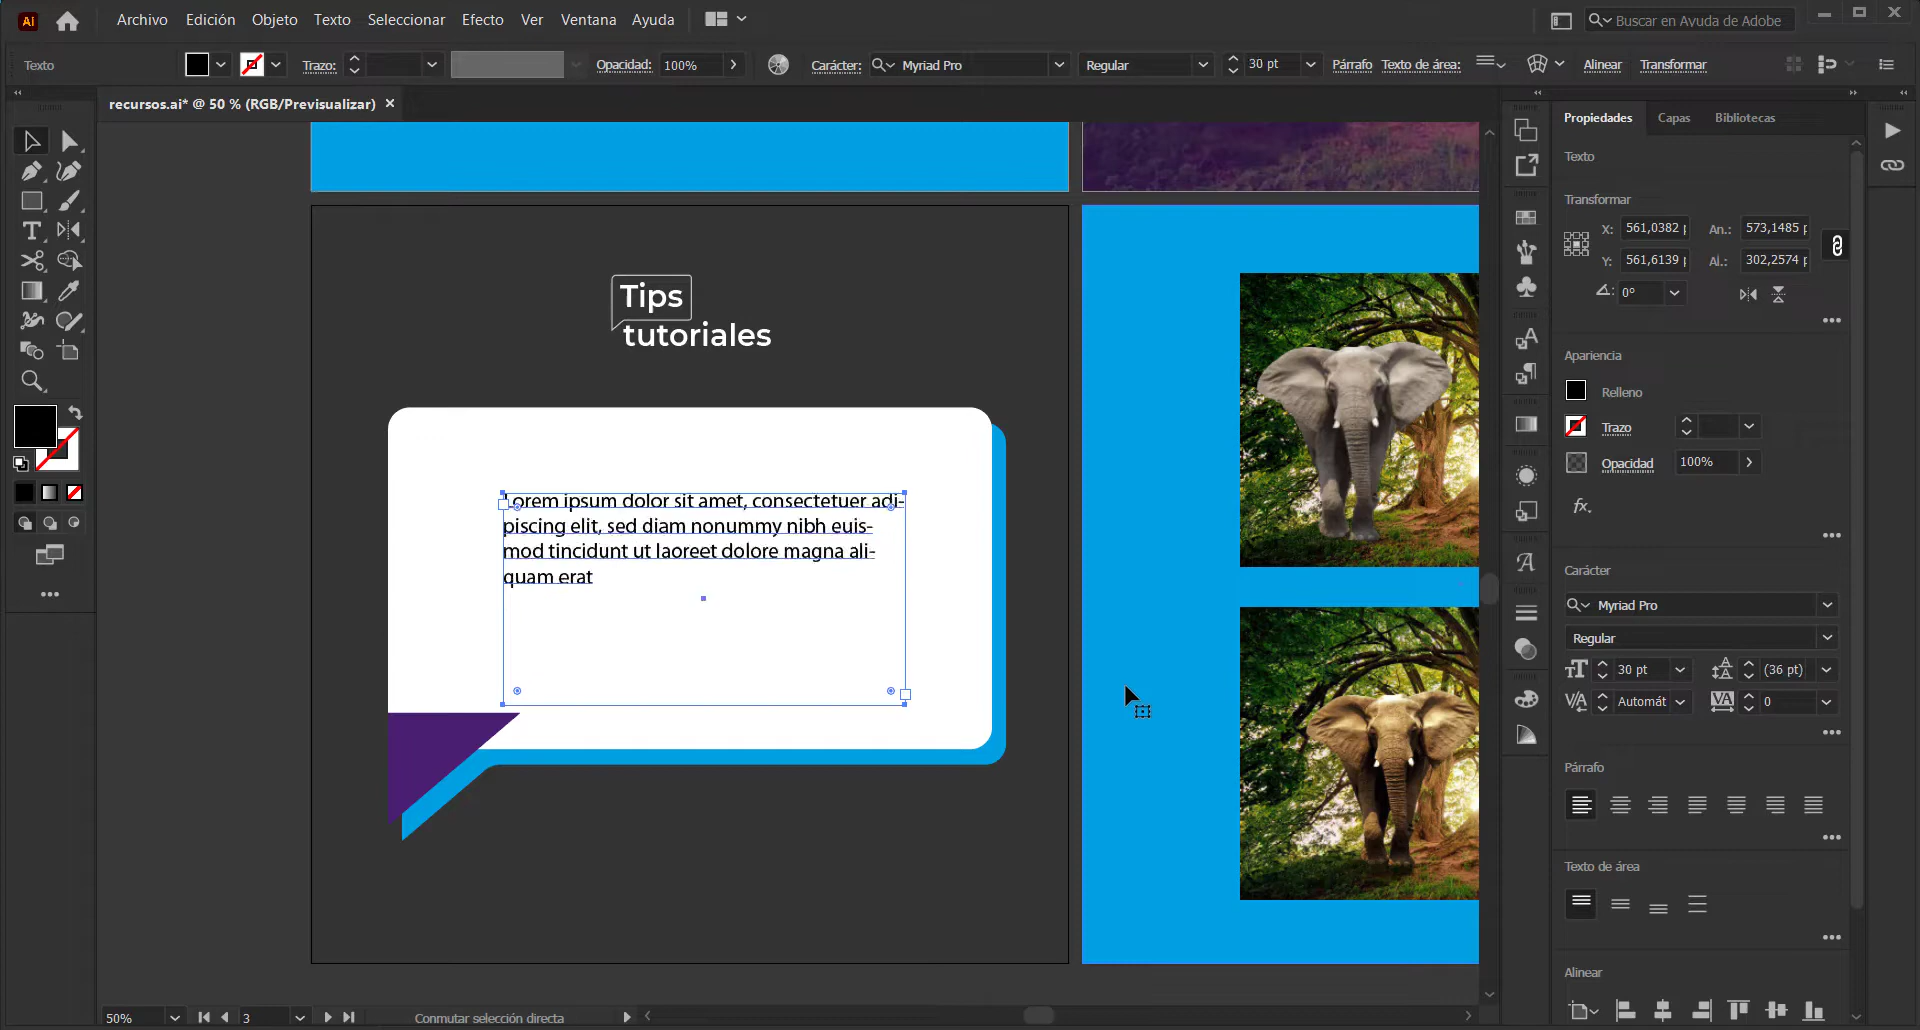 Ai
Archivo Edición Objeto Texto Seleccionar Efecto Ver Ventana Ayuda
Buscar en Ayuda de Adobe
Texto
Trazo:
Opacidad: 100%
Carácter: Myriad Pro
Regular
30 pt
Párrafo Texto de área: Alinear Transformar
recursos.ai* @ 50 % (RGB/Previsualizar)
Tips
tutoriales
Lorem ipsum dolor sit amet, consectetuer adi-
piscing elit, sed diam nonummy nibh euis-
mod tincidunt ut laoreet dolore magna ali-
quam erat
Propiedades Capas Bibliotecas
Texto
Transformar
X: 561,0382 An.: 573,1485
Y: 561,6139 Al.: 302,2574
0°
Apariencia
Relleno
Trazo
Opacidad 100%
fx
Carácter
Myriad Pro
Regular
30 pt (36 pt)
Automát 0
Párrafo
Texto de área
Alinear
50% 3 Conmutar selección directa